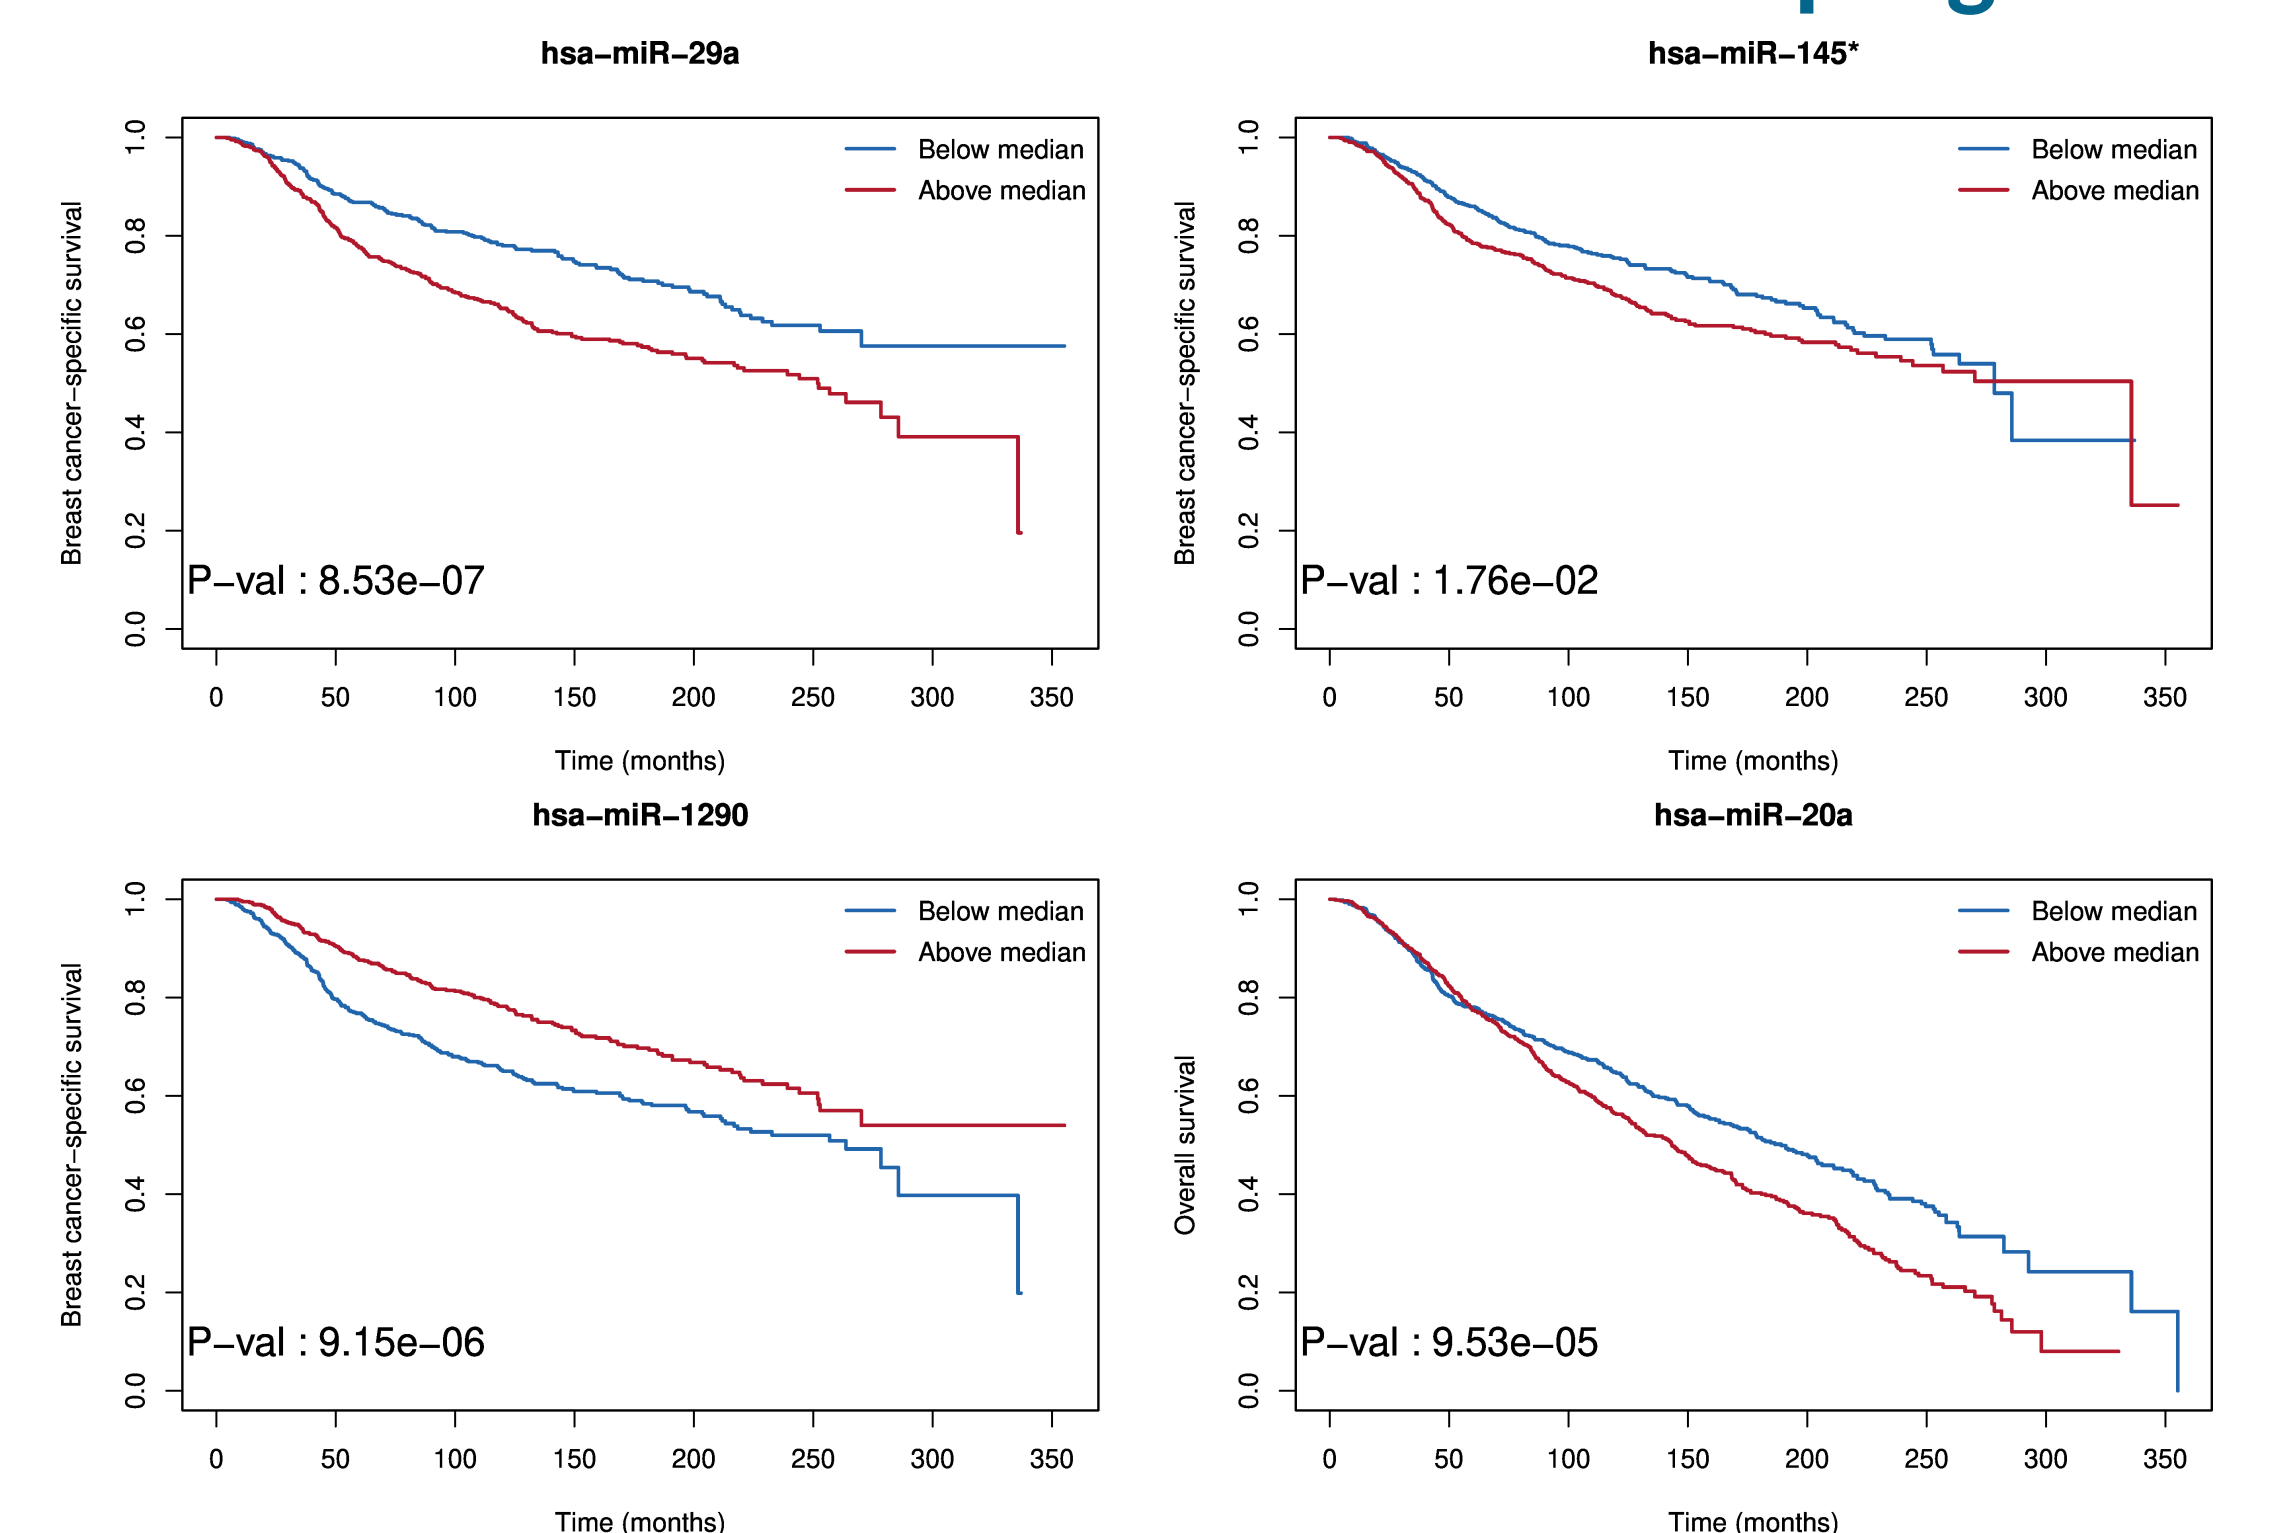 hsa−miR−29a
Breast cancer−specific survival
1.0
0.8
0.6
0.4
0.2
0.0
Below median
Above median
P−val : 8.53e−07
0 50 100 150 200 250 300 350
Time (months)
hsa−miR−145*
Breast cancer−specific survival
1.0
0.8
0.6
0.4
0.2
0.0
Below median
Above median
P−val : 1.76e−02
0 50 100 150 200 250 300 350
Time (months)
hsa−miR−1290
Breast cancer−specific survival
1.0
0.8
0.6
0.4
0.2
0.0
Below median
Above median
P−val : 9.15e−06
0 50 100 150 200 250 300 350
Time (months)
hsa−miR−20a
Overall survival
1.0
0.8
0.6
0.4
0.2
0.0
Below median
Above median
P−val : 9.53e−05
0 50 100 150 200 250 300 350
Time (months)